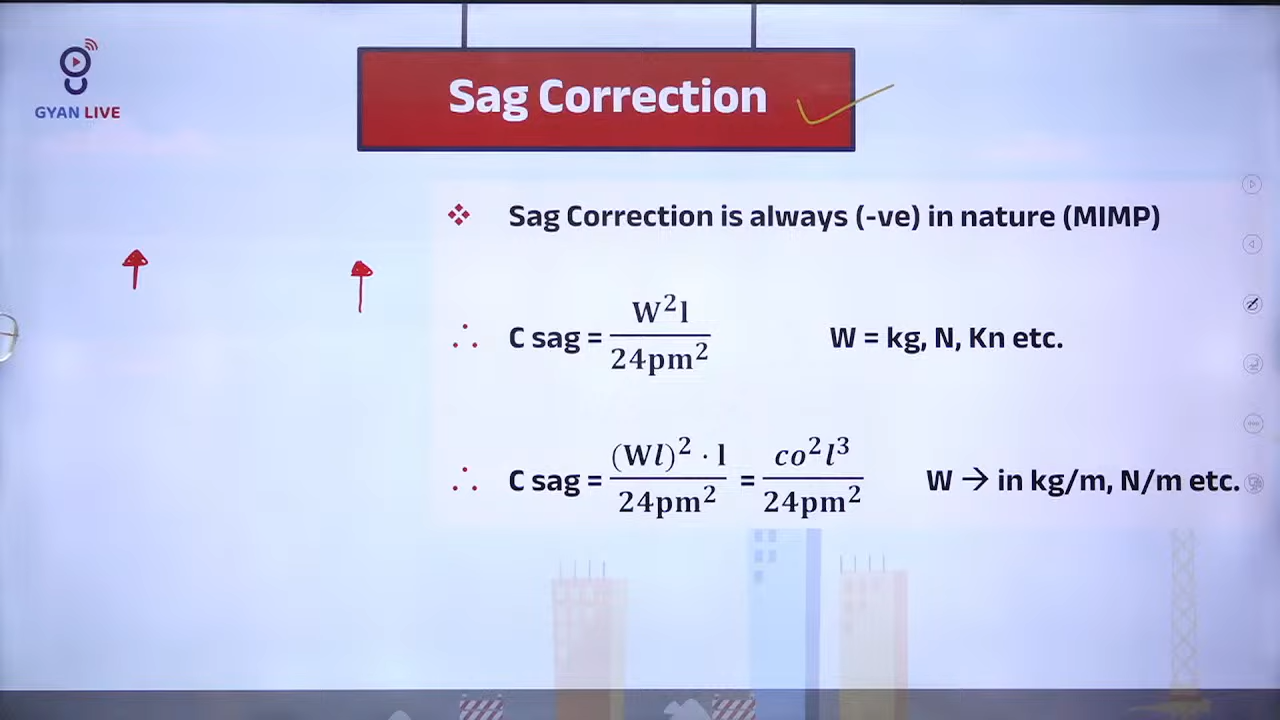 GYAN LIVE
Sag Correction
❖ Sag Correction is always (-ve) in nature (MIMP)
∴ C sag = W²l / 24pm² W = kg, N, Kn etc.
∴ C sag = (Wl)² · l / 24pm² = co²l³ / 24pm² W → in kg/m, N/m etc.